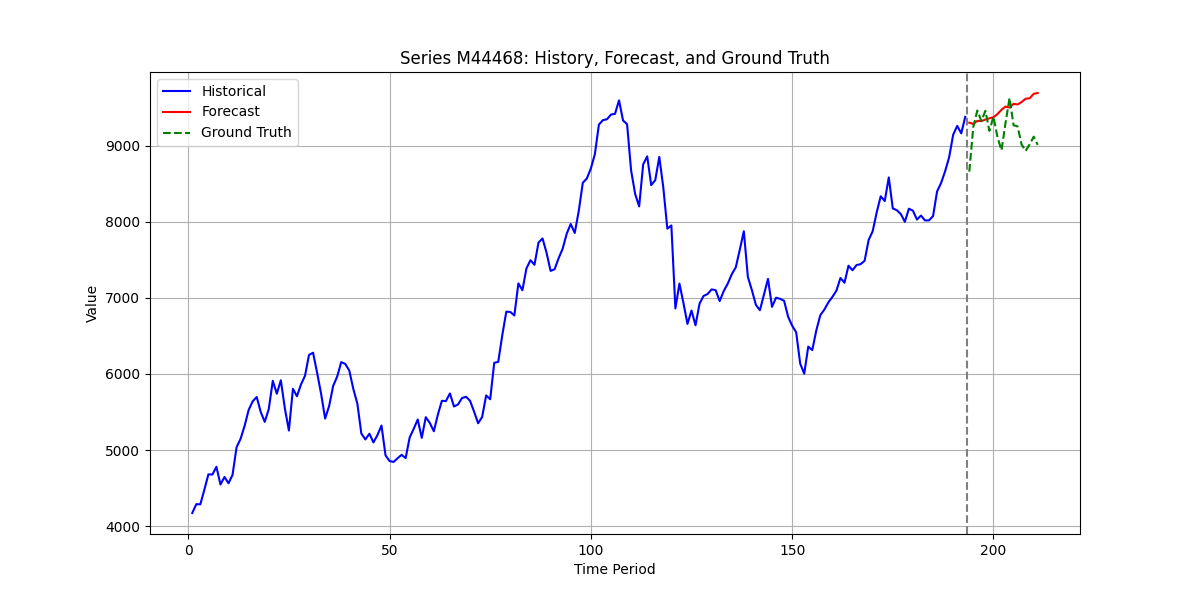 Series M44468: History, Forecast, and Ground Truth
Historical
Forecast
Ground Truth
9000
8000
7000
6000
5000
4000
Value
0
50
100
150
200
Time Period